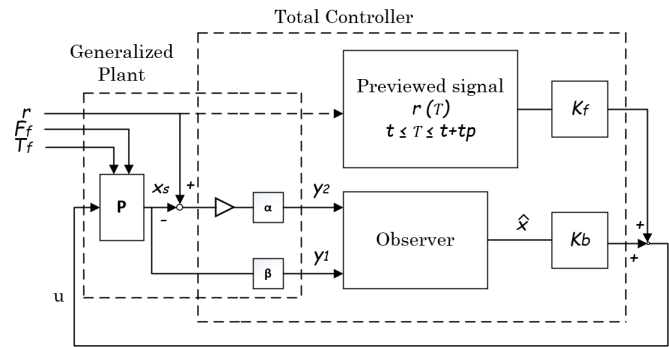 Total Controller
Generalized
Plant
Previewed signal
r (T)
t ≤ T ≤ t+tp
Kf
r
Ff
Tf
P
xs
+
-
α
y2
β
y1
Observer
x̂
Kb
+
+
u